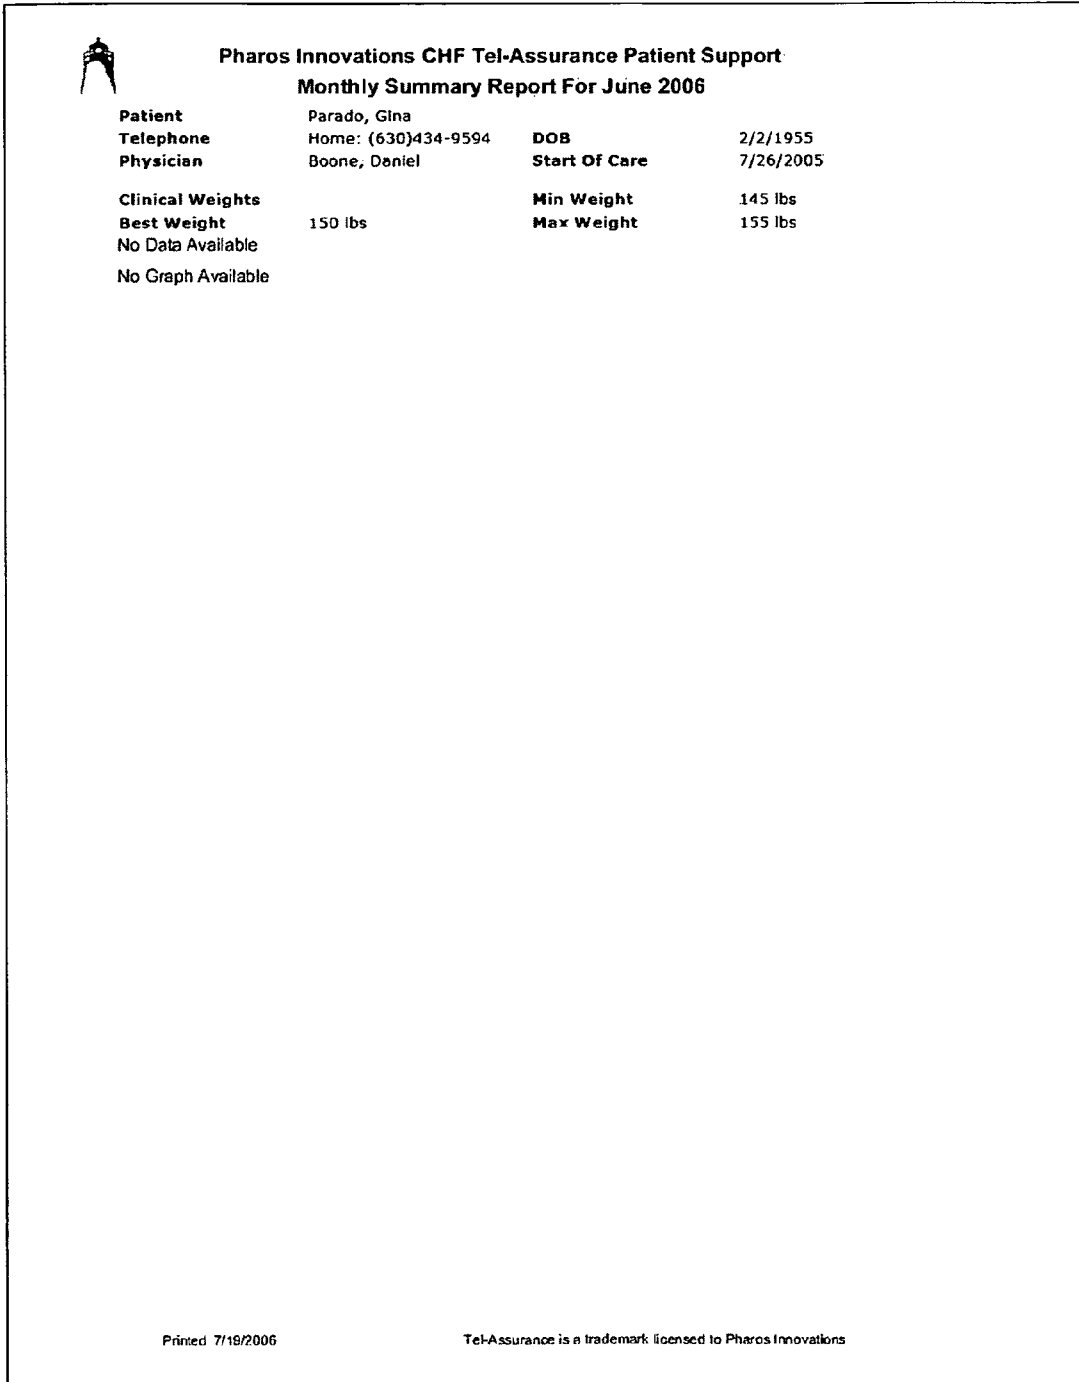 Pharos Innovations CHF Tel-Assurance Patient Support
Monthly Summary Report For June 2006
Patient Parado, Gina
Telephone Home: (630)434-9594 DOB 2/2/1955
Physician Boone, Daniel Start Of Care 7/26/2005
Clinical Weights Min Weight 145 lbs
Best Weight 150 lbs Max Weight 155 lbs
No Data Available
No Graph Available
Printed 7/19/2006 Tel-Assurance is a trademark licensed to Pharos Innovations